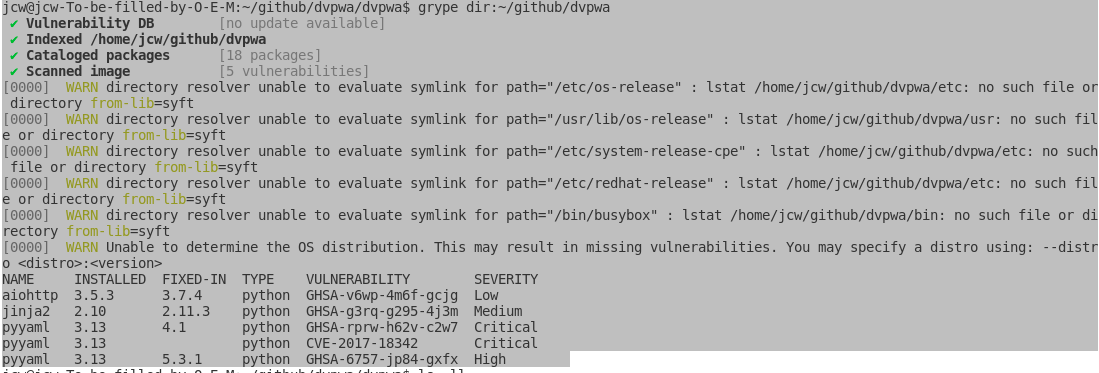 jcw@jcw-To-be-filled-by-O-E-M:~/github/dvpwa/dvpwa$ grype dir:~/github/dvpwa
✔ Vulnerability DB [no update available]
✔ Indexed /home/jcw/github/dvpwa
✔ Cataloged packages [18 packages]
✔ Scanned image [5 vulnerabilities]
[0000] WARN directory resolver unable to evaluate symlink for path="/etc/os-release" : lstat /home/jcw/github/dvpwa/etc: no such file or
directory from-lib=syft
[0000] WARN directory resolver unable to evaluate symlink for path="/usr/lib/os-release" : lstat /home/jcw/github/dvpwa/usr: no such fil
e or directory from-lib=syft
[0000] WARN directory resolver unable to evaluate symlink for path="/etc/system-release-cpe" : lstat /home/jcw/github/dvpwa/etc: no such
file or directory from-lib=syft
[0000] WARN directory resolver unable to evaluate symlink for path="/etc/redhat-release" : lstat /home/jcw/github/dvpwa/etc: no such fil
e or directory from-lib=syft
[0000] WARN directory resolver unable to evaluate symlink for path="/bin/busybox" : lstat /home/jcw/github/dvpwa/bin: no such file or di
rectory from-lib=syft
[0000] WARN Unable to determine the OS distribution. This may result in missing vulnerabilities. You may specify a distro using: --distr
o <distro>:<version>
NAME INSTALLED FIXED-IN TYPE VULNERABILITY SEVERITY
aiohttp 3.5.3 3.7.4 python GHSA-v6wp-4m6f-gcjg Low
jinja2 2.10 2.11.3 python GHSA-g3rq-g295-4j3m Medium
pyyaml 3.13 4.1 python GHSA-rprw-h62v-c2w7 Critical
pyyaml 3.13 python CVE-2017-18342 Critical
pyyaml 3.13 5.3.1 python GHSA-6757-jp84-gxfx High